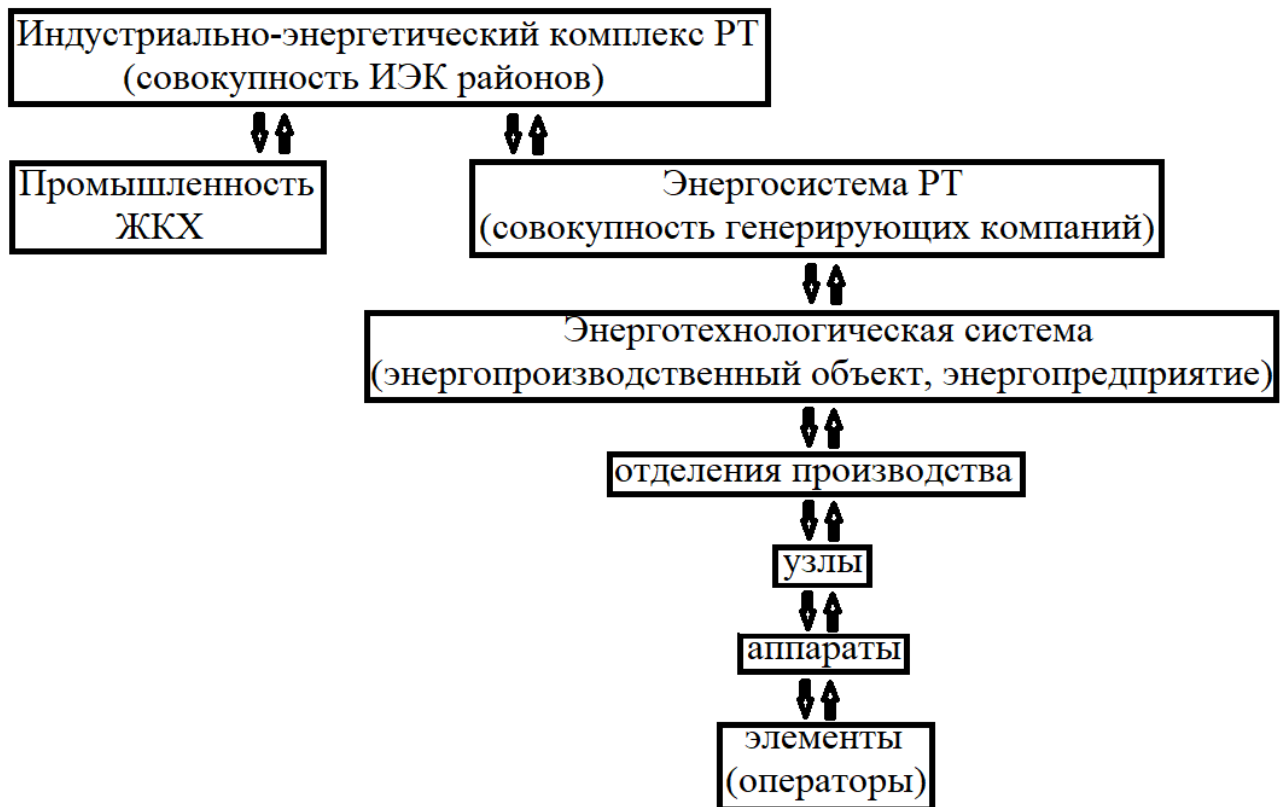 Индустриально-энергетический комплекс РТ
(совокупность ИЭК районов)
Промышленность
ЖКХ
Энергосистема РТ
(совокупность генерирующих компаний)
Энерготехнологическая система
(энергопроизводственный объект, энергопредприятие)
отделения производства
узлы
аппараты
элементы
(операторы)